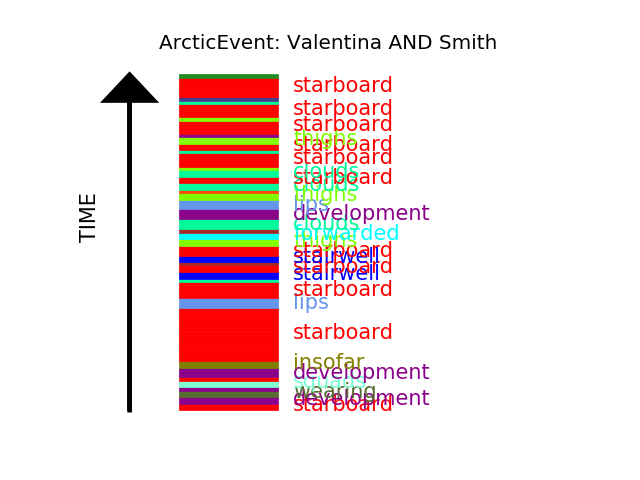 ArcticEvent: Valentina AND Smith
TIME
starboard
starboard
starboard
thighs
starboard
starboard
clouds
starboard
clouds
thighs
lips
development
clouds
forwarded
thighs
starboard
stairwell
starboard
stairwell
starboard
lips
starboard
insofar
development
squads
wearing
development
starboard